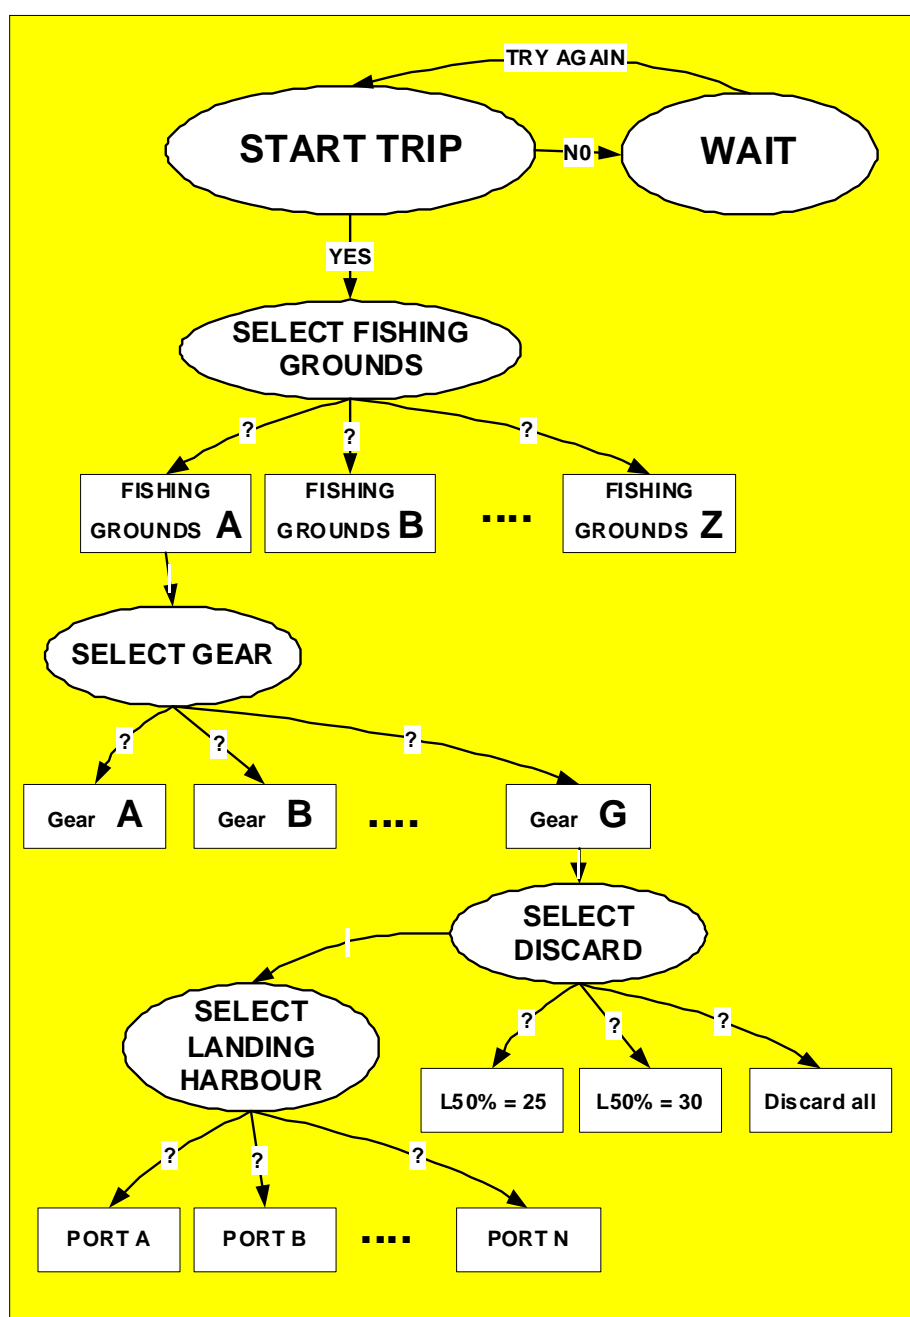 TRY AGAIN
START TRIP
N0
WAIT
YES
SELECT FISHING
GROUNDS
? ? ?
FISHING
GROUNDS A
FISHING
GROUNDS B
....
FISHING
GROUNDS Z
SELECT GEAR
? ? ?
Gear A
Gear B
....
Gear G
SELECT
DISCARD
SELECT
LANDING
HARBOUR
? ? ?
L50% = 25
L50% = 30
Discard all
? ? ?
PORT A
PORT B
....
PORT N